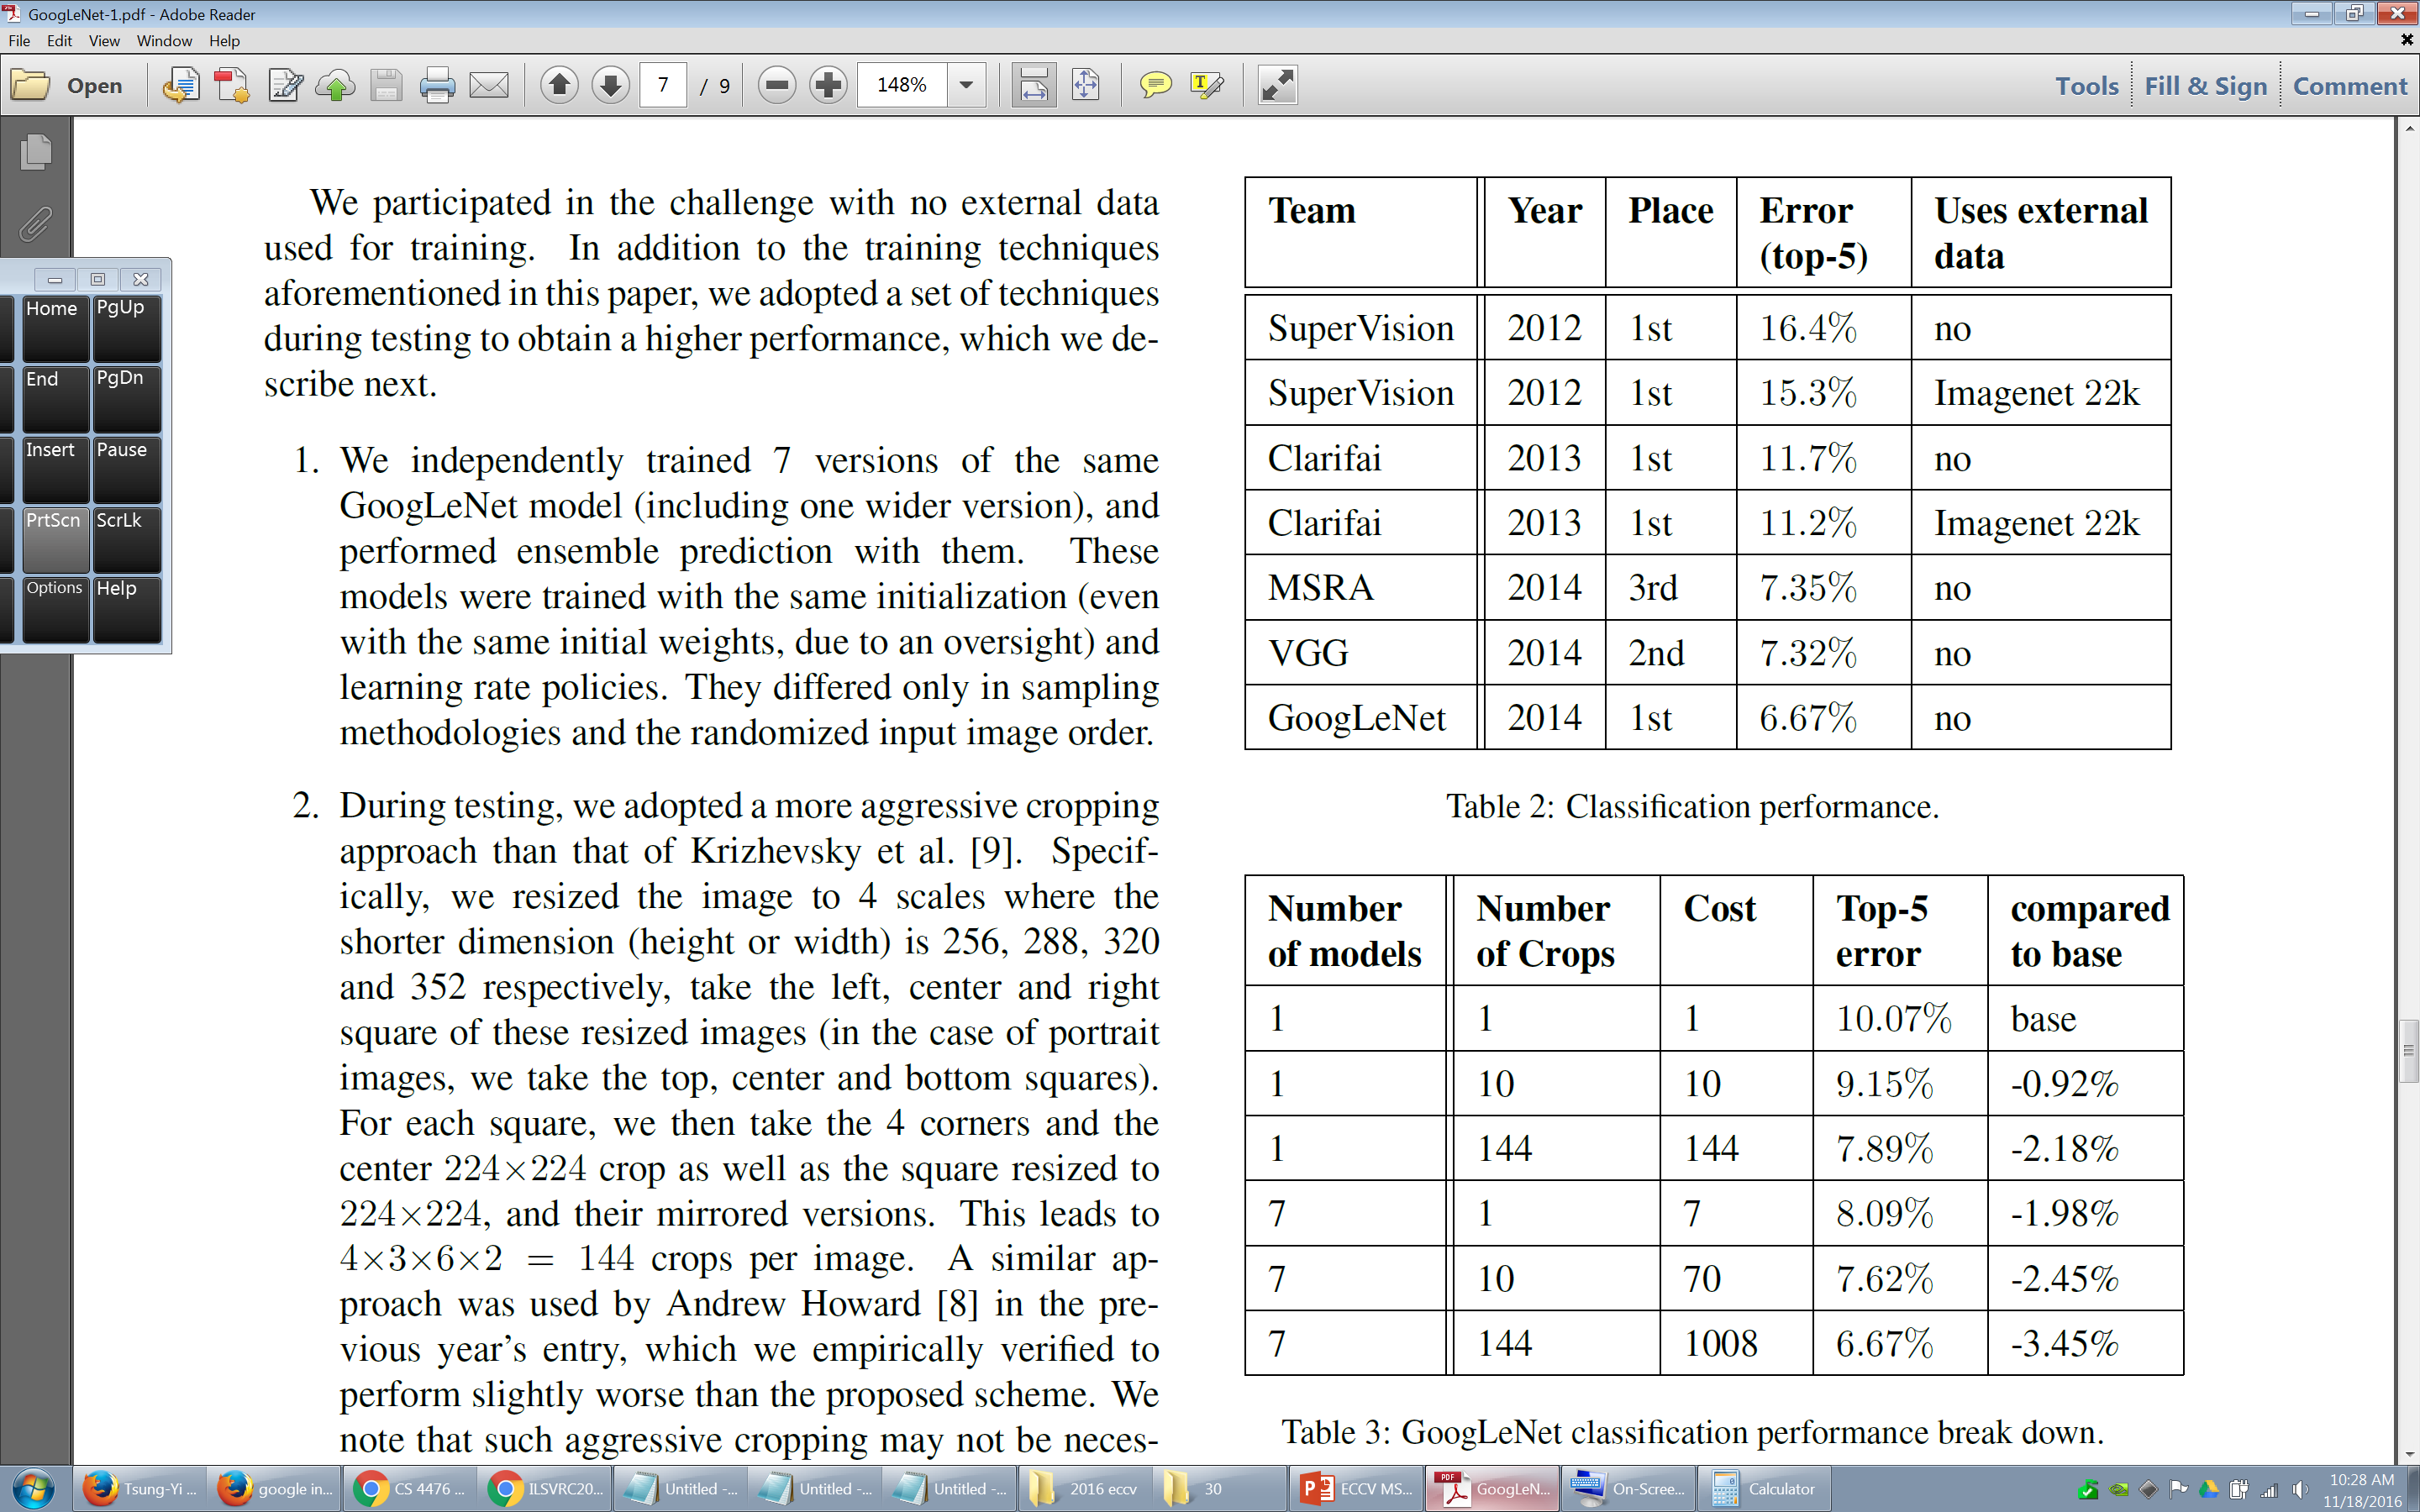 GoogLeNet-1.pdf - Adobe Reader
File Edit View Window Help
Open 7 / 9 148% Tools Fill & Sign Comment
Home PgUp
End PgDn
Insert Pause
PrtScn ScrLk
Options Help
We participated in the challenge with no external data
used for training. In addition to the training techniques
aforementioned in this paper, we adopted a set of techniques
during testing to obtain a higher performance, which we de-
scribe next.
1. We independently trained 7 versions of the same
GoogLeNet model (including one wider version), and
performed ensemble prediction with them. These
models were trained with the same initialization (even
with the same initial weights, due to an oversight) and
learning rate policies. They differed only in sampling
methodologies and the randomized input image order.
2. During testing, we adopted a more aggressive cropping
approach than that of Krizhevsky et al. [9]. Specif-
ically, we resized the image to 4 scales where the
shorter dimension (height or width) is 256, 288, 320
and 352 respectively, take the left, center and right
square of these resized images (in the case of portrait
images, we take the top, center and bottom squares).
For each square, we then take the 4 corners and the
center 224×224 crop as well as the square resized to
224×224, and their mirrored versions. This leads to
4×3×6×2 = 144 crops per image. A similar ap-
proach was used by Andrew Howard [8] in the pre-
vious year's entry, which we empirically verified to
perform slightly worse than the proposed scheme. We
note that such aggressive cropping may not be neces-
Team Year Place Error (top-5) Uses external data
SuperVision 2012 1st 16.4% no
SuperVision 2012 1st 15.3% Imagenet 22k
Clarifai 2013 1st 11.7% no
Clarifai 2013 1st 11.2% Imagenet 22k
MSRA 2014 3rd 7.35% no
VGG 2014 2nd 7.32% no
GoogLeNet 2014 1st 6.67% no
Table 2: Classification performance.
Number of models Number of Crops Cost Top-5 error compared to base
1 1 1 10.07% base
1 10 10 9.15% -0.92%
1 144 144 7.89% -2.18%
7 1 7 8.09% -1.98%
7 10 70 7.62% -2.45%
7 144 1008 6.67% -3.45%
Table 3: GoogLeNet classification performance break down.
Tsung-Yi ... google in... CS 4476 ... ILSVRC20... Untitled -... Untitled -... Untitled -... 2016 eccv 30 ECCV MS... GoogLeN... On-Scree... Calculator
10:28 AM
11/18/2016